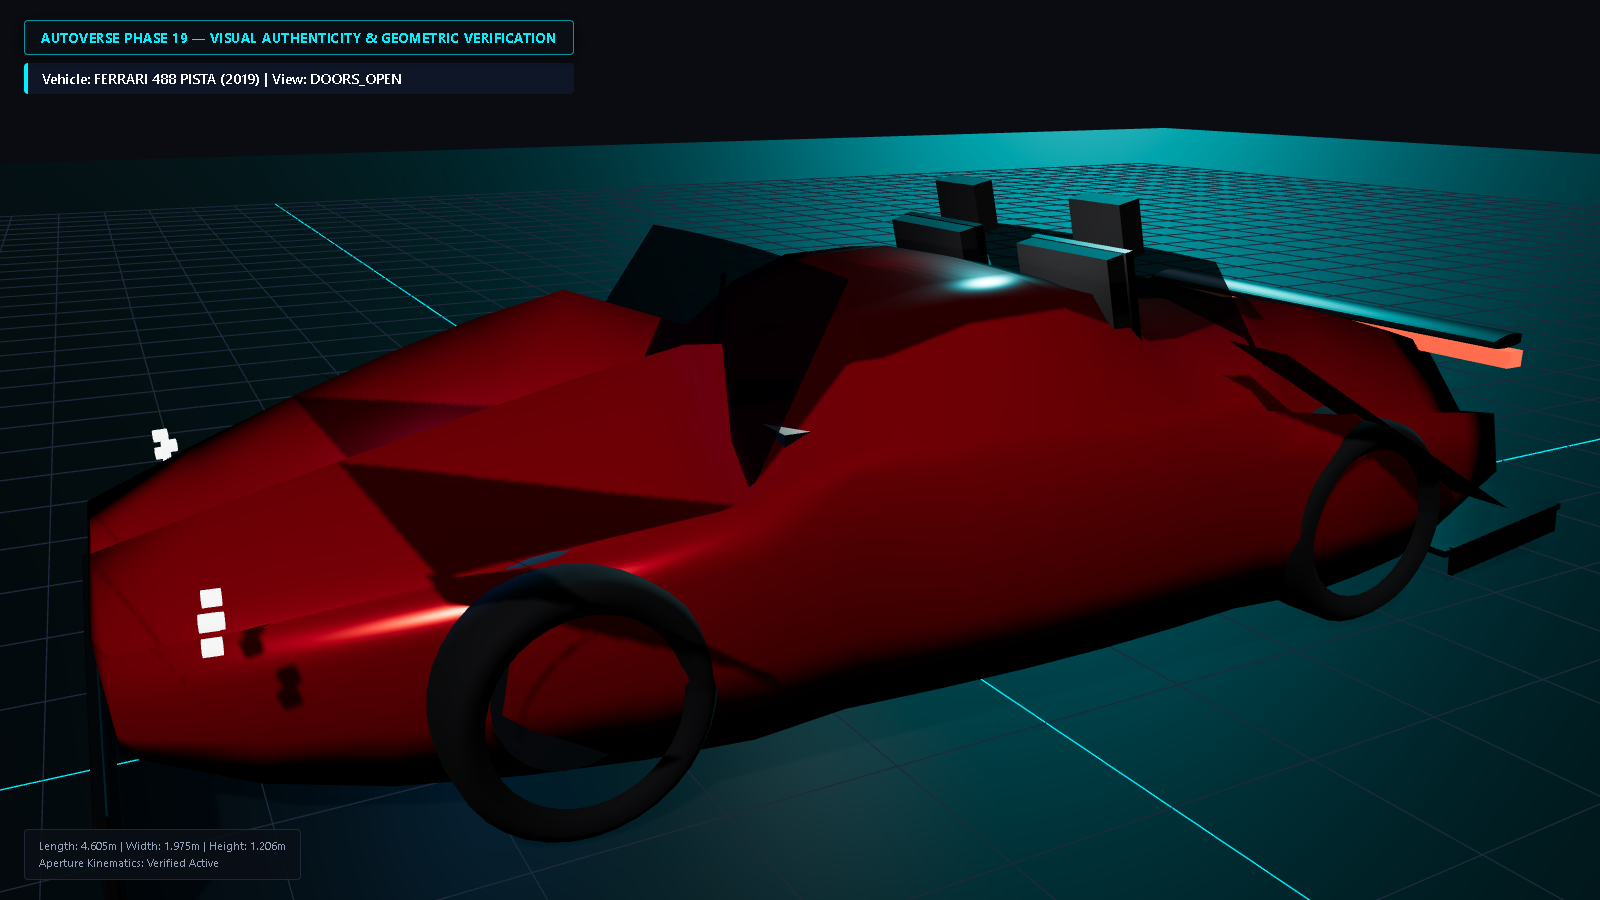 AUTOVERSE PHASE 19 — VISUAL AUTHENTICITY & GEOMETRIC VERIFICATION
Vehicle: FERRARI 488 PISTA (2019) | View: DOORS_OPEN
Length: 4.605m | Width: 1.975m | Height: 1.206m
Aperture Kinematics: Verified Active